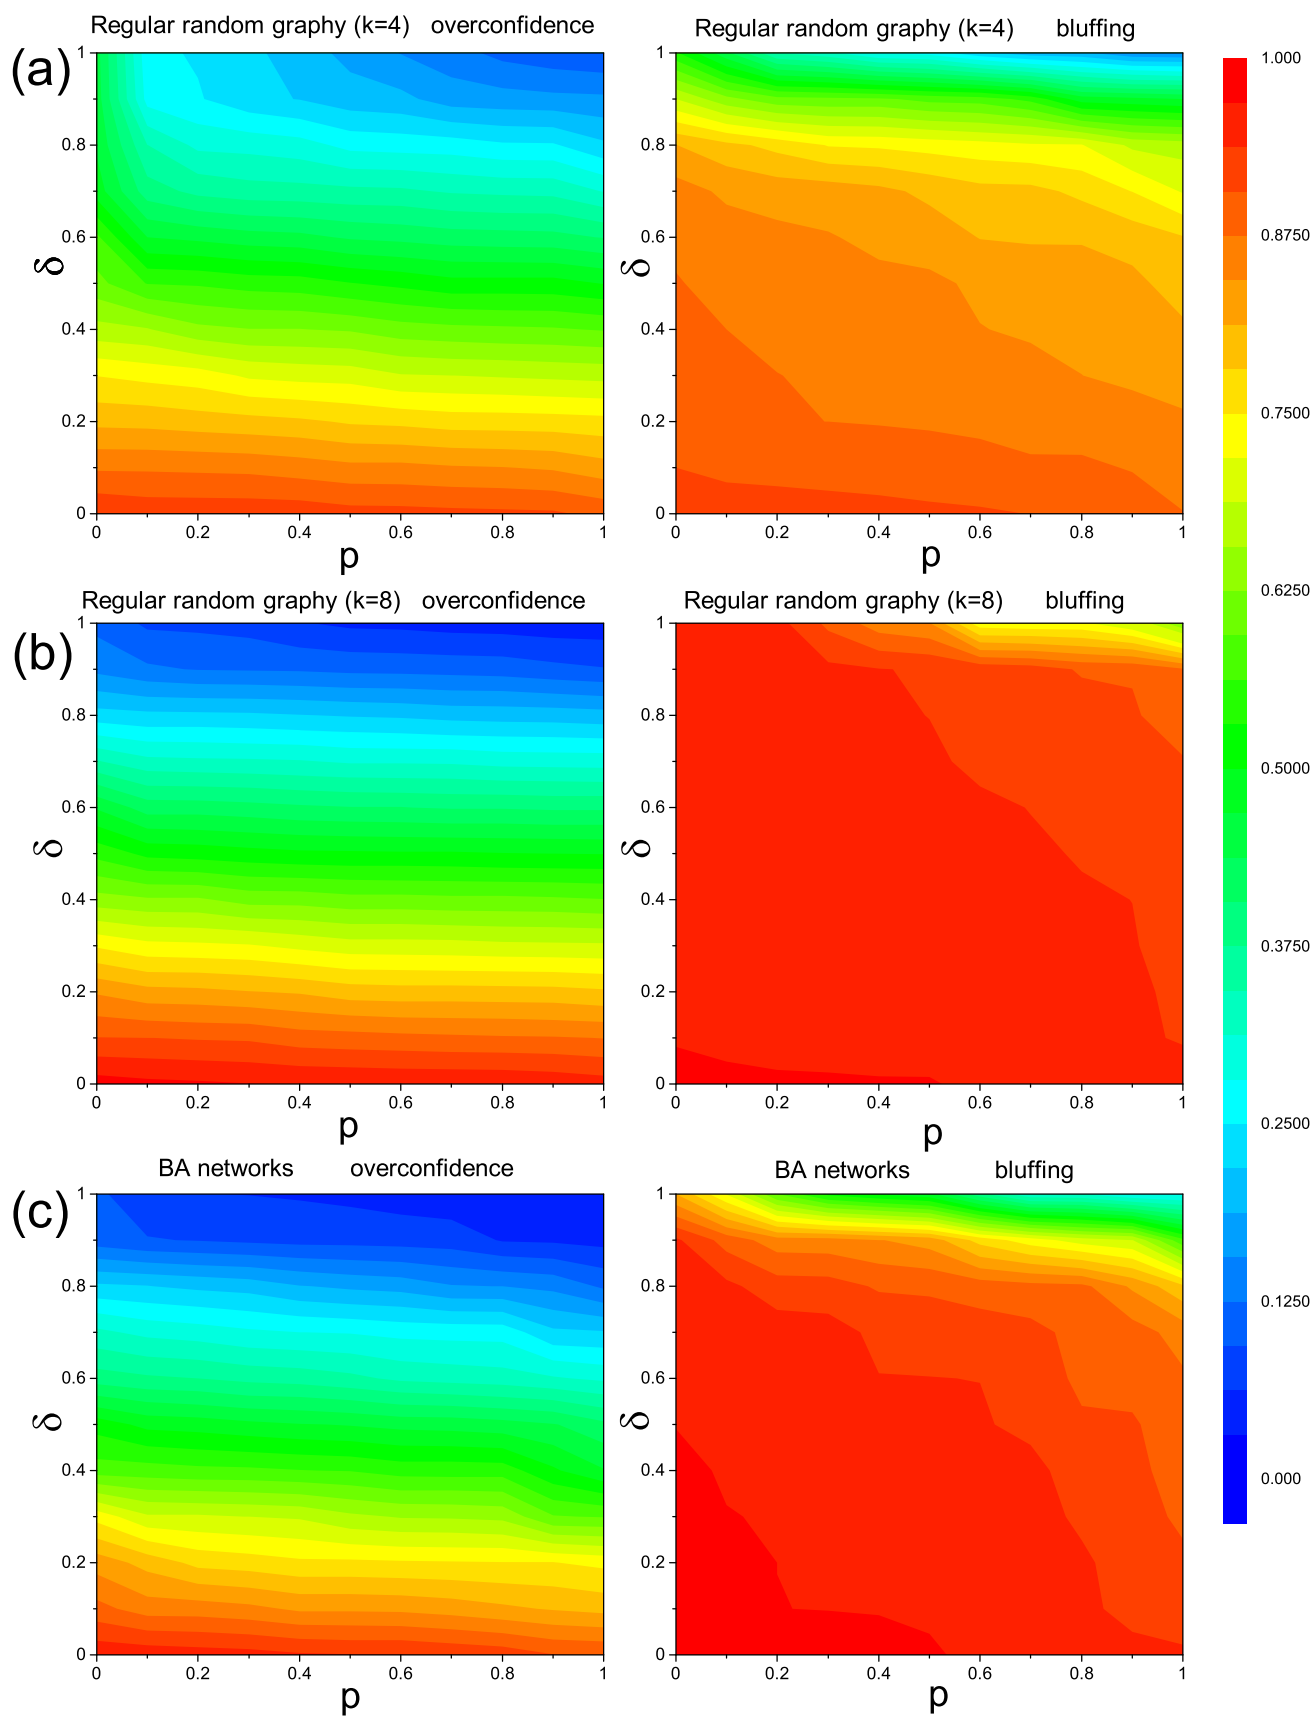 Regular random graphy (k=4) overconfidence
Regular random graphy (k=4) bluffing
(a)
1
0.8
0.6
0.4
0.2
0
δ
0 0.2 0.4 0.6 0.8 1
p
1
0.8
0.6
0.4
0.2
0
δ
0 0.2 0.4 0.6 0.8 1
p
Regular random graphy (k=8) overconfidence
Regular random graphy (k=8) bluffing
(b)
1
0.8
0.6
0.4
0.2
0
δ
0 0.2 0.4 0.6 0.8 1
p
1
0.8
0.6
0.4
0.2
0
δ
0 0.2 0.4 0.6 0.8 1
p
BA networks overconfidence
BA networks bluffing
(c)
1
0.8
0.6
0.4
0.2
0
δ
0 0.2 0.4 0.6 0.8 1
p
1
0.8
0.6
0.4
0.2
0
δ
0 0.2 0.4 0.6 0.8 1
p
1.000
0.8750
0.7500
0.6250
0.5000
0.3750
0.2500
0.1250
0.000